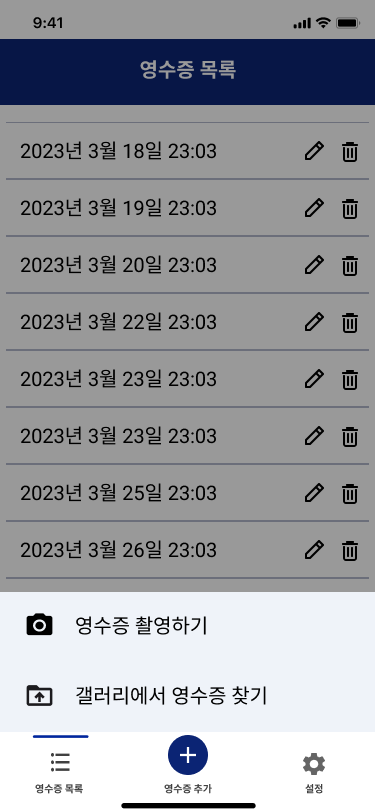 9:41
영수증 목록
2023년 3월 18일 23:03
2023년 3월 19일 23:03
2023년 3월 20일 23:03
2023년 3월 22일 23:03
2023년 3월 23일 23:03
2023년 3월 23일 23:03
2023년 3월 25일 23:03
2023년 3월 26일 23:03
영수증 촬영하기
갤러리에서 영수증 찾기
영수증 목록
영수증 추가
설정